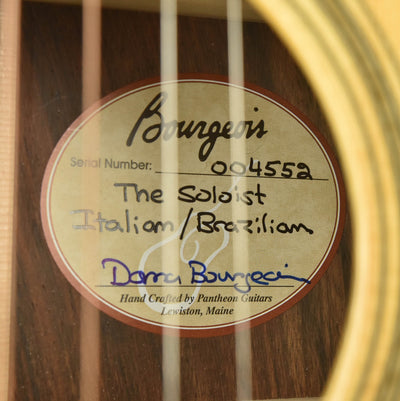 Bourgeois
Serial Number: 004552
The Soloist
Italian/Brazilian
Dana Bourgeois
Hand Crafted by Pantheon Guitars
Lewiston, Maine